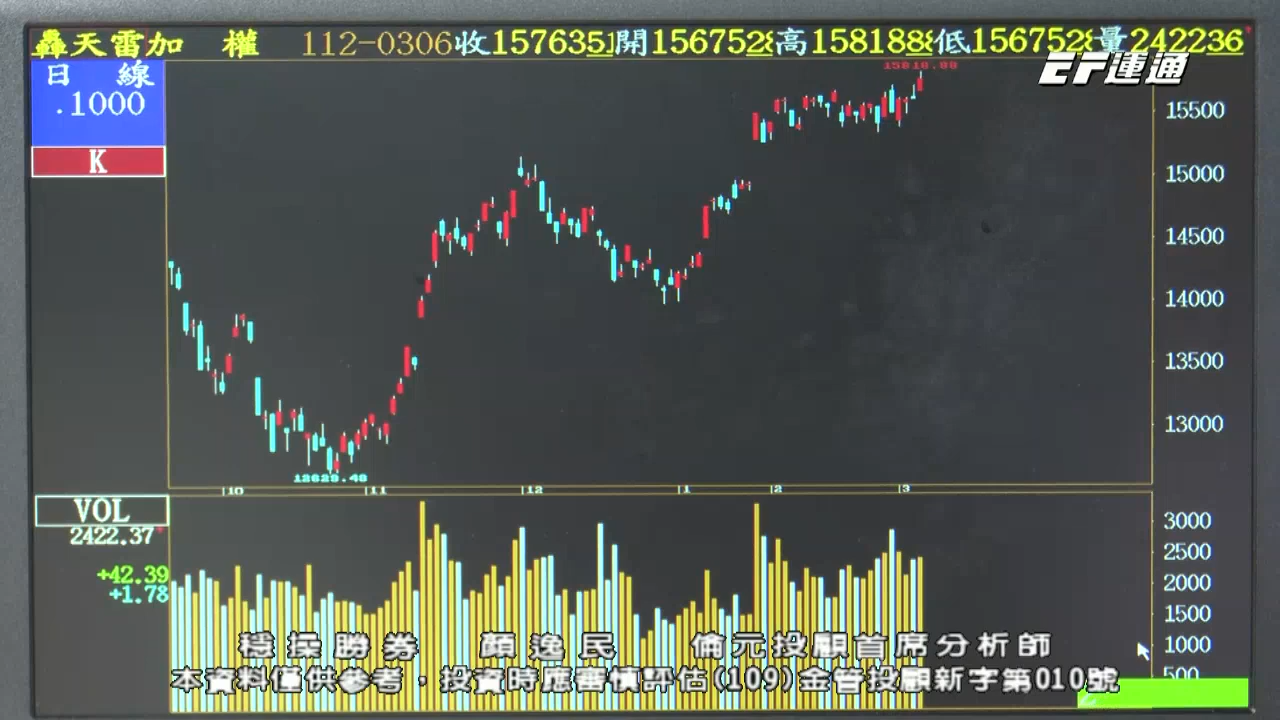 轟天雷加 權 112-0306收157635開156752高158188低156752量242236
EF運通
日 線
.1000
K
15818.88
15500
15000
14500
14000
13500
13000
12629.48
10 11 12 1 2 3
VOL
2422.37
+42.39
+1.78
3000
2500
2000
1500
1000
500
穩操勝券 顏逸民 倫元投顧首席分析師
本資料僅供參考，投資時應審慎評估(109)金管投顧新字第010號